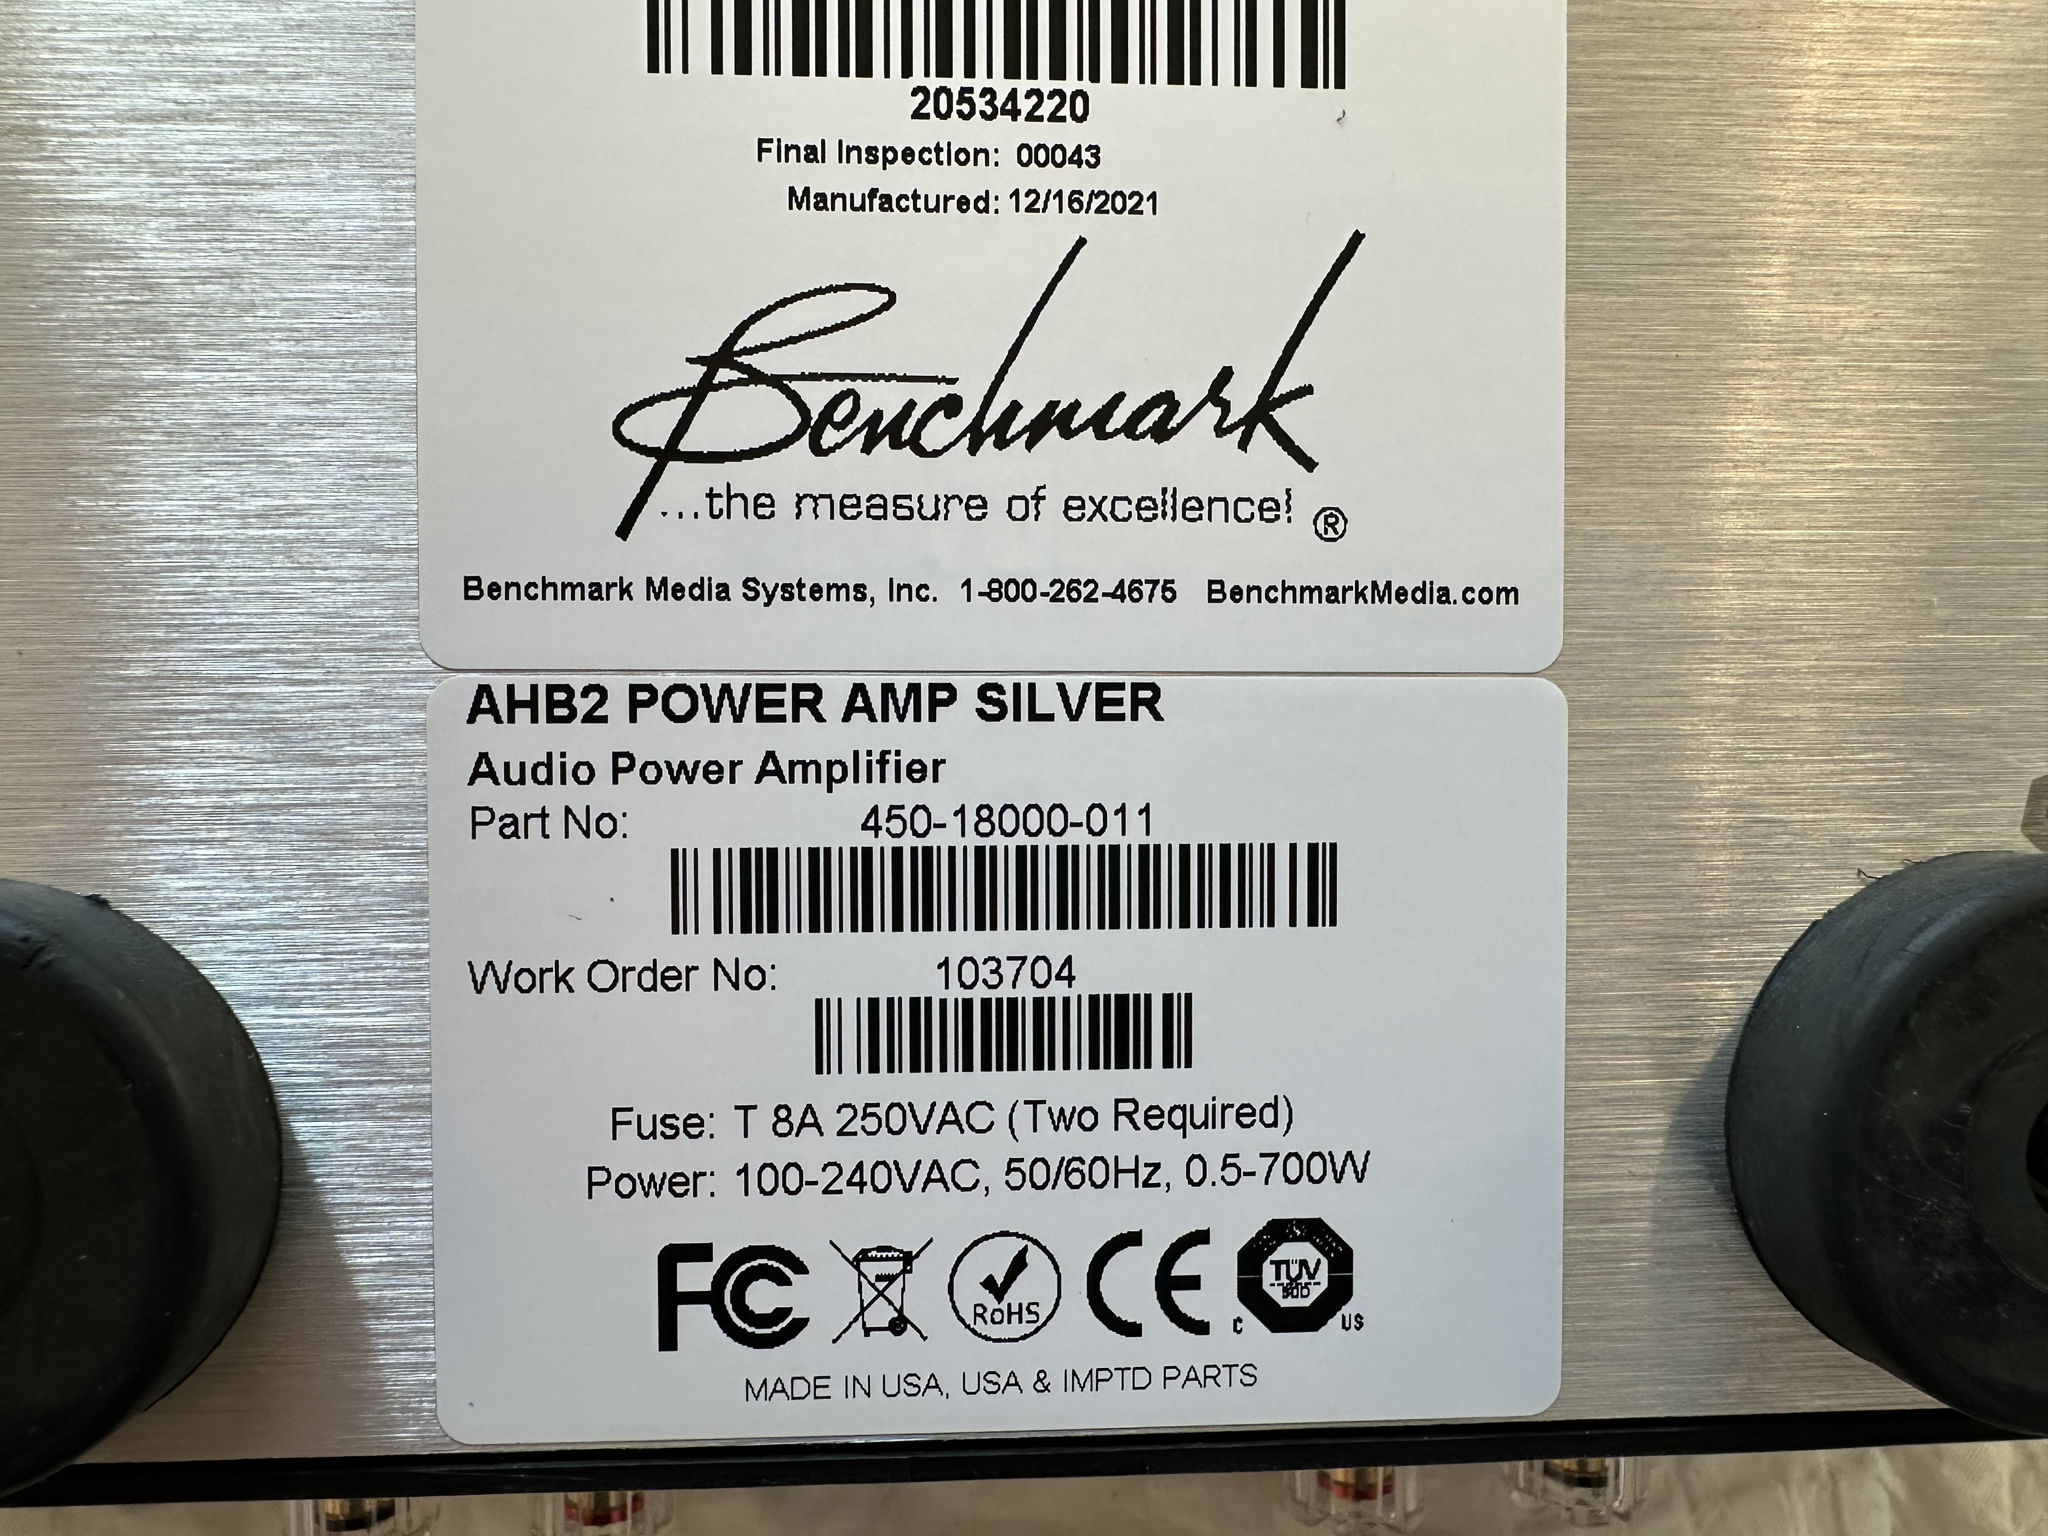 20534220
Final Inspection: 00043
Manufactured: 12/16/2021
Benchmark
...the measure of excellence! ®
Benchmark Media Systems, Inc. 1-800-262-4675 BenchmarkMedia.com
AHB2 POWER AMP SILVER
Audio Power Amplifier
Part No: 450-18000-011
Work Order No: 103704
Fuse: T 8A 250VAC (Two Required)
Power: 100-240VAC, 50/60Hz, 0.5-700W
FC RoHS CE TÜV SUD C US
MADE IN USA, USA & IMPTD PARTS